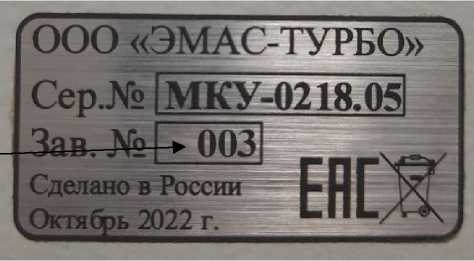 ООО «ЭМАС-ТУРБО»
Сер.№ МКУ-0218.05
Зав. № 003
Сделано в России
Октябрь 2022 г.
ЕАС